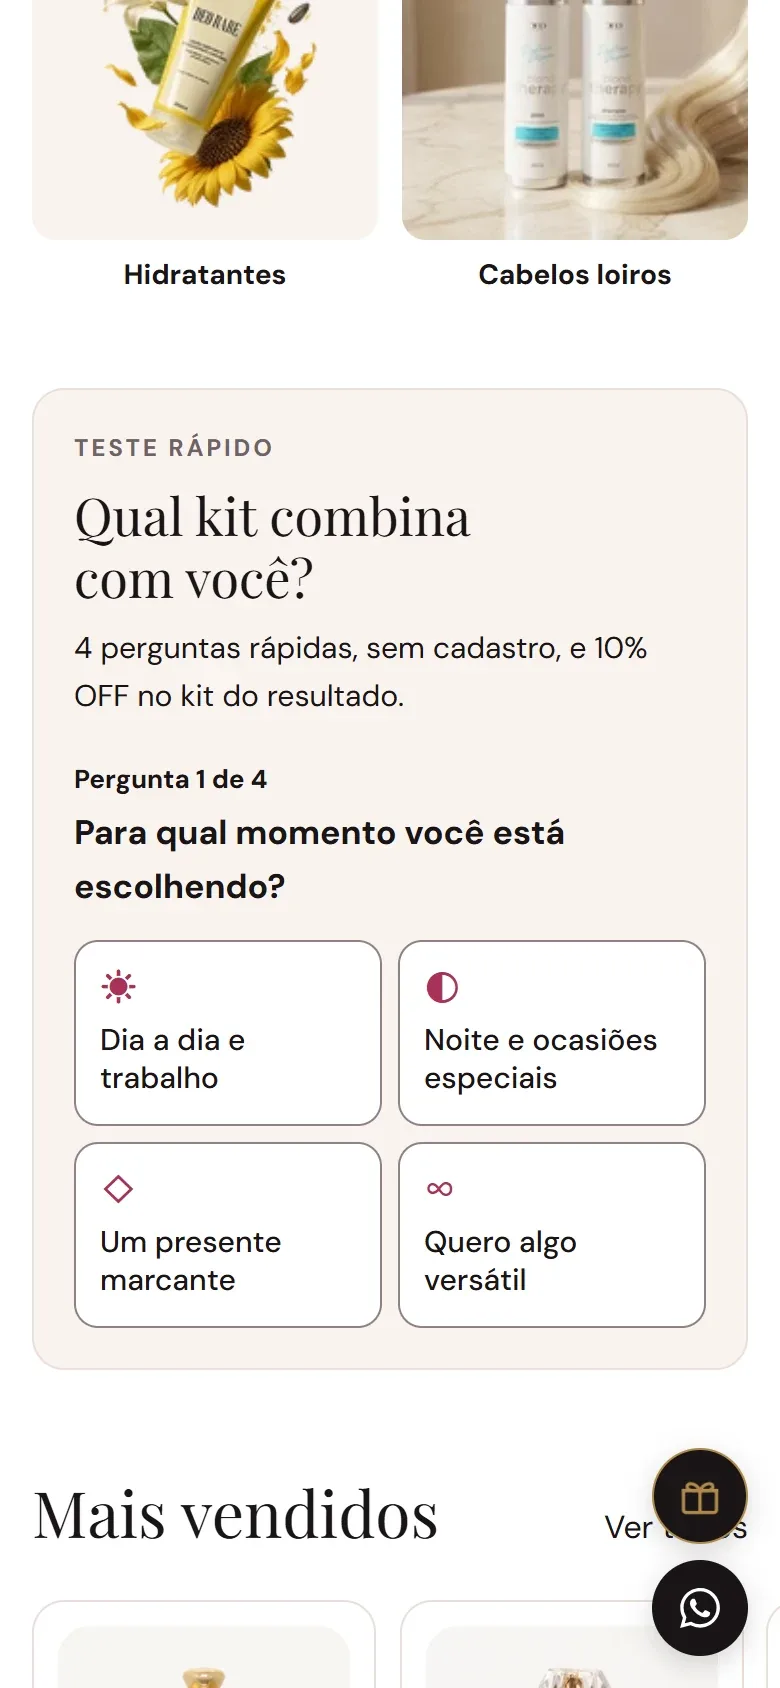 DED RARE
Hidratantes
Cabelos loiros
TESTE RÁPIDO
Qual kit combina
com você?
4 perguntas rápidas, sem cadastro, e 10%
OFF no kit do resultado.
Pergunta 1 de 4
Para qual momento você está
escolhendo?
Dia a dia e
trabalho
Noite e ocasiões
especiais
Um presente
marcante
Quero algo
versátil
Mais vendidos
Ver